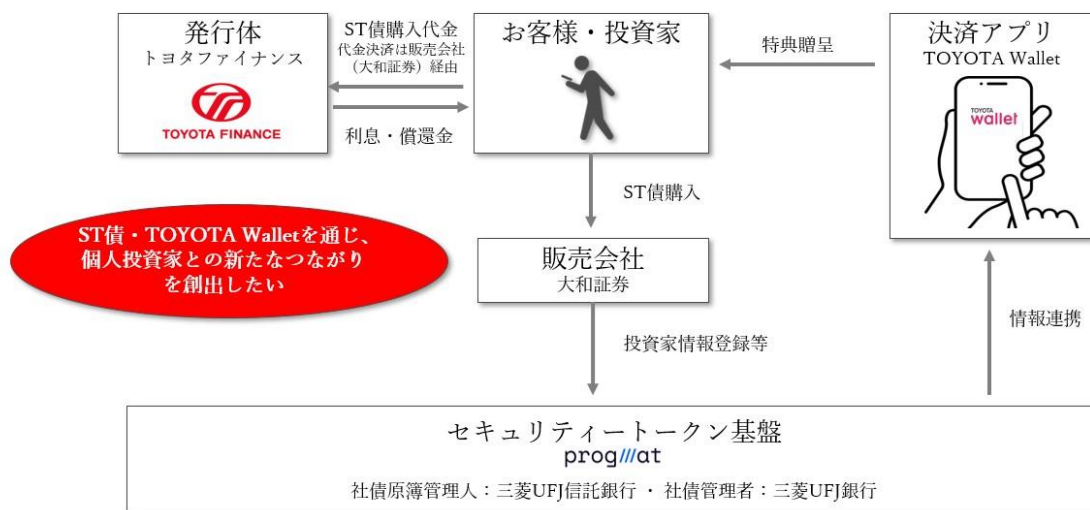 発行体
トヨタファイナンス
TOYOTA FINANCE
ST債購入代金
代金決済は販売会社
（大和証券）経由
利息・償還金
お客様・投資家
特典贈呈
決済アプリ
TOYOTA Wallet
TOYOTA
wallet
ST債購入
ST債・TOYOTA Walletを通じ、
個人投資家との新たなつながり
を創出したい
販売会社
大和証券
投資家情報登録等
情報連携
セキュリティートークン基盤
progmat
社債原簿管理人：三菱UFJ信託銀行 ・ 社債管理者：三菱UFJ銀行